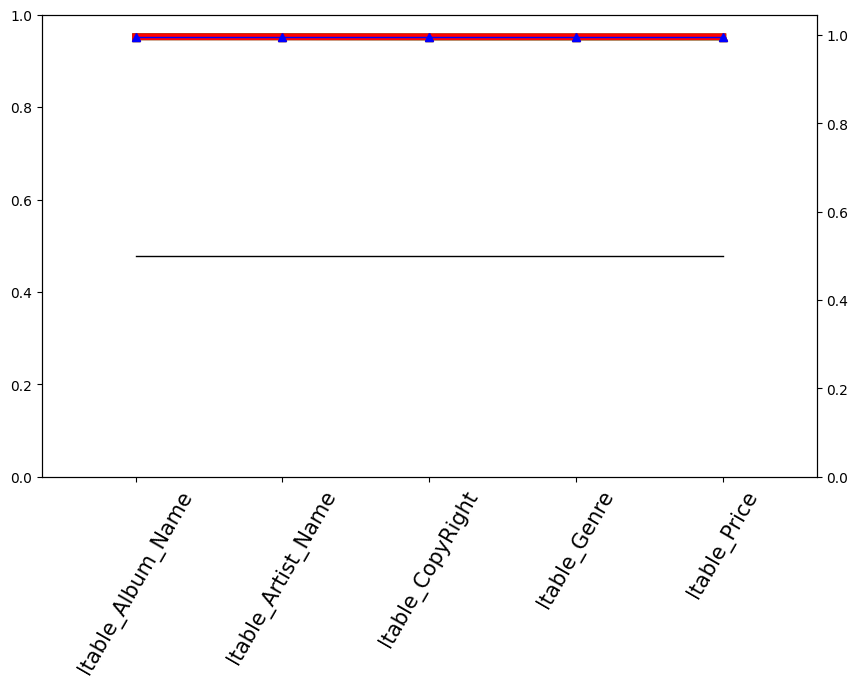 1.0
0.8
0.6
0.4
0.2
0.0
1.0
0.8
0.6
0.4
0.2
0.0
ltable_Album_Name
ltable_Artist_Name
ltable_CopyRight
ltable_Genre
ltable_Price